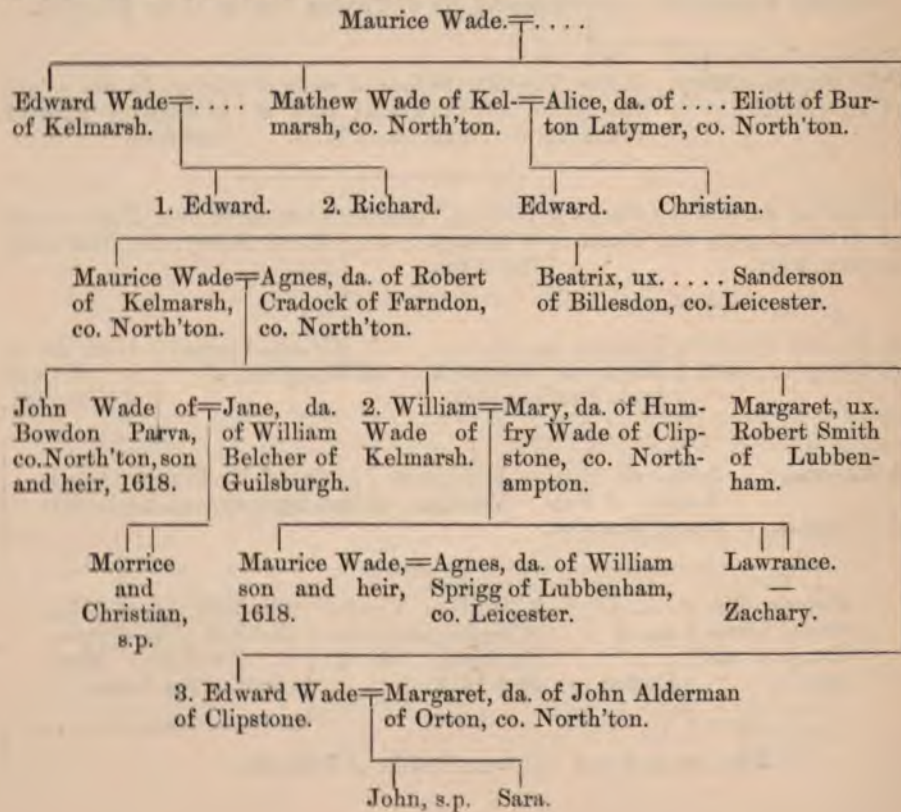 Maurice Wade. . . . .
Edward Wade . . . . of Kelmarsh.
Mathew Wade of Kel-
marsh, co. North'ton.
Alice, da. of . . . . Eliott of Bur-
ton Latymer, co. North'ton.
1. Edward. 2. Richard. Edward. Christian.
Maurice Wade
of Kelmarsh,
co. North'ton.
Agnes, da. of Robert
Cradock of Farndon,
co. North'ton.
Beatrix, ux. . . . . Sanderson
of Billesdon, co. Leicester.
John Wade of
Bowdon Parva,
co. North'ton, son
and heir, 1618.
Jane, da.
of William
Belcher of
Guilsburgh.
2. William
Wade of
Kelmarsh.
Mary, da. of Hum-
fry Wade of Clip-
stone, co. North-
ampton.
Margaret, ux.
Robert Smith
of Lubben-
ham.
Morrice
and
Christian,
s.p.
Maurice Wade,
son and heir,
1618.
Agnes, da. of William
Sprigg of Lubbenham,
co. Leicester.
Lawrance.
—
Zachary.
3. Edward Wade
of Clipstone.
Margaret, da. of John Alderman
of Orton, co. North'ton.
John, s.p. Sara.